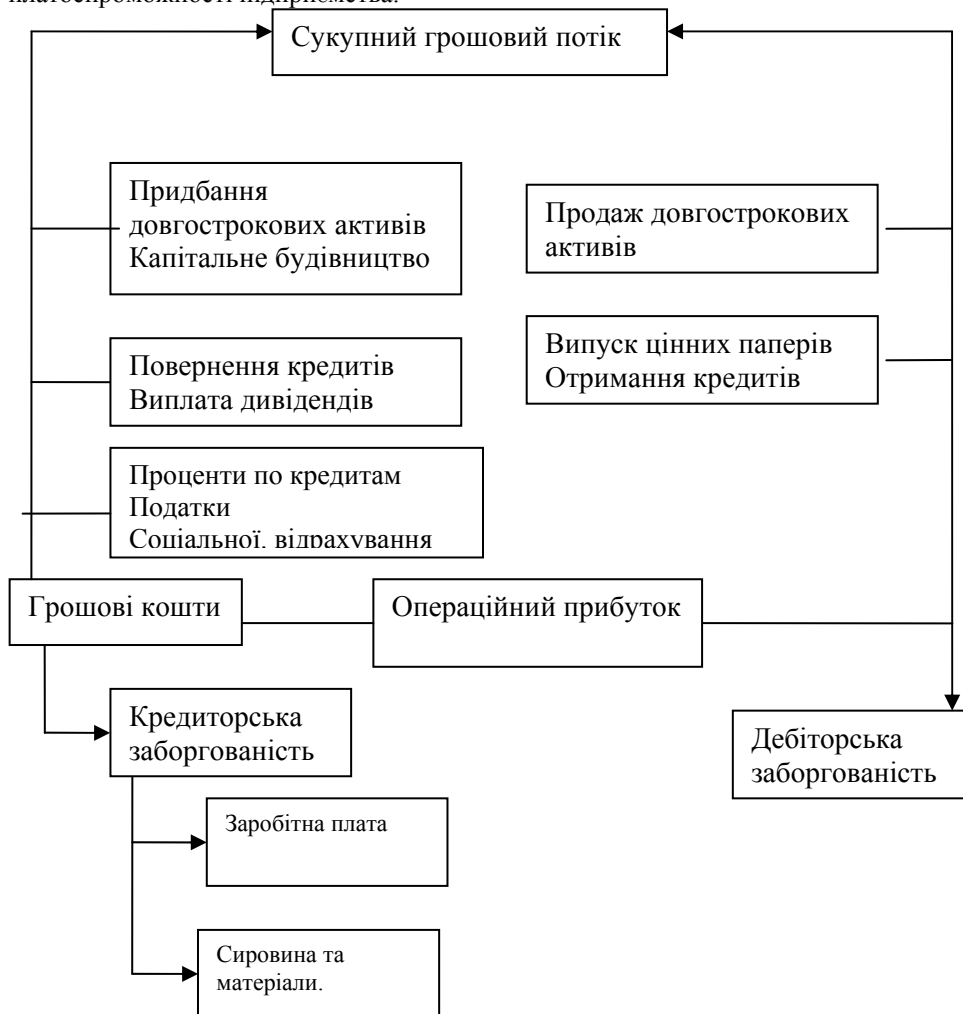 платоспроможності підприємства.
Сукупний грошовий потік
Придбання
довгострокових активів
Капітальне будівництво
Продаж довгострокових
активів
Випуск цінних паперів
Отримання кредитів
Повернення кредитів
Виплата дивідендів
Проценти по кредитам
Податки
Соціальної. відрахування
Грошові кошти
Операційний прибуток
Кредиторська
заборгованість
Дебіторська
заборгованість
Заробітна плата
Сировина та
матеріали.